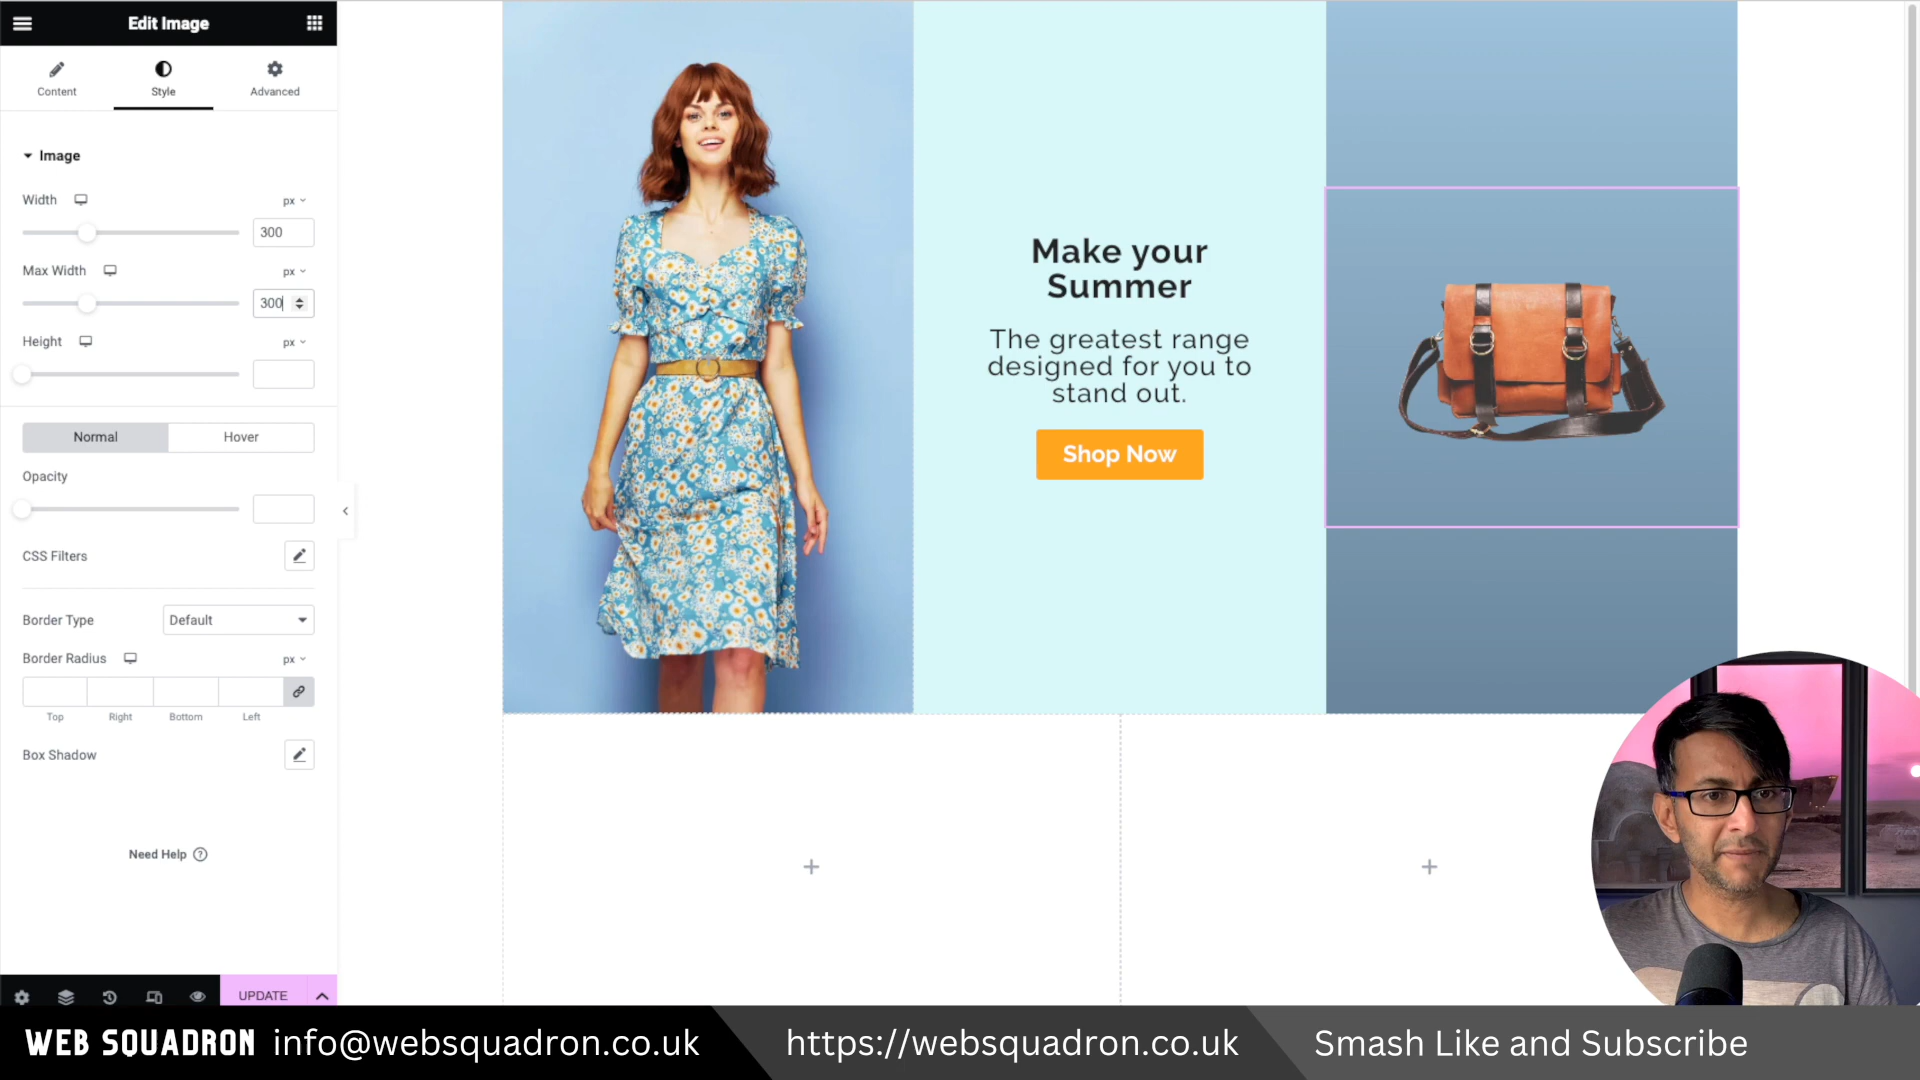 Edit Image
Content
Style
Advanced
Image
Width
px
300
Max Width
px
300
Height
px
Normal
Hover
Opacity
CSS Filters
Border Type
Default
Border Radius
px
Top
Right
Bottom
Left
Box Shadow
Need Help ?
UPDATE
Make your
Summer
The greatest range
designed for you to
stand out.
Shop Now
WEB SQUADRON info@websquadron.co.uk
https://websquadron.co.uk
Smash Like and Subscribe